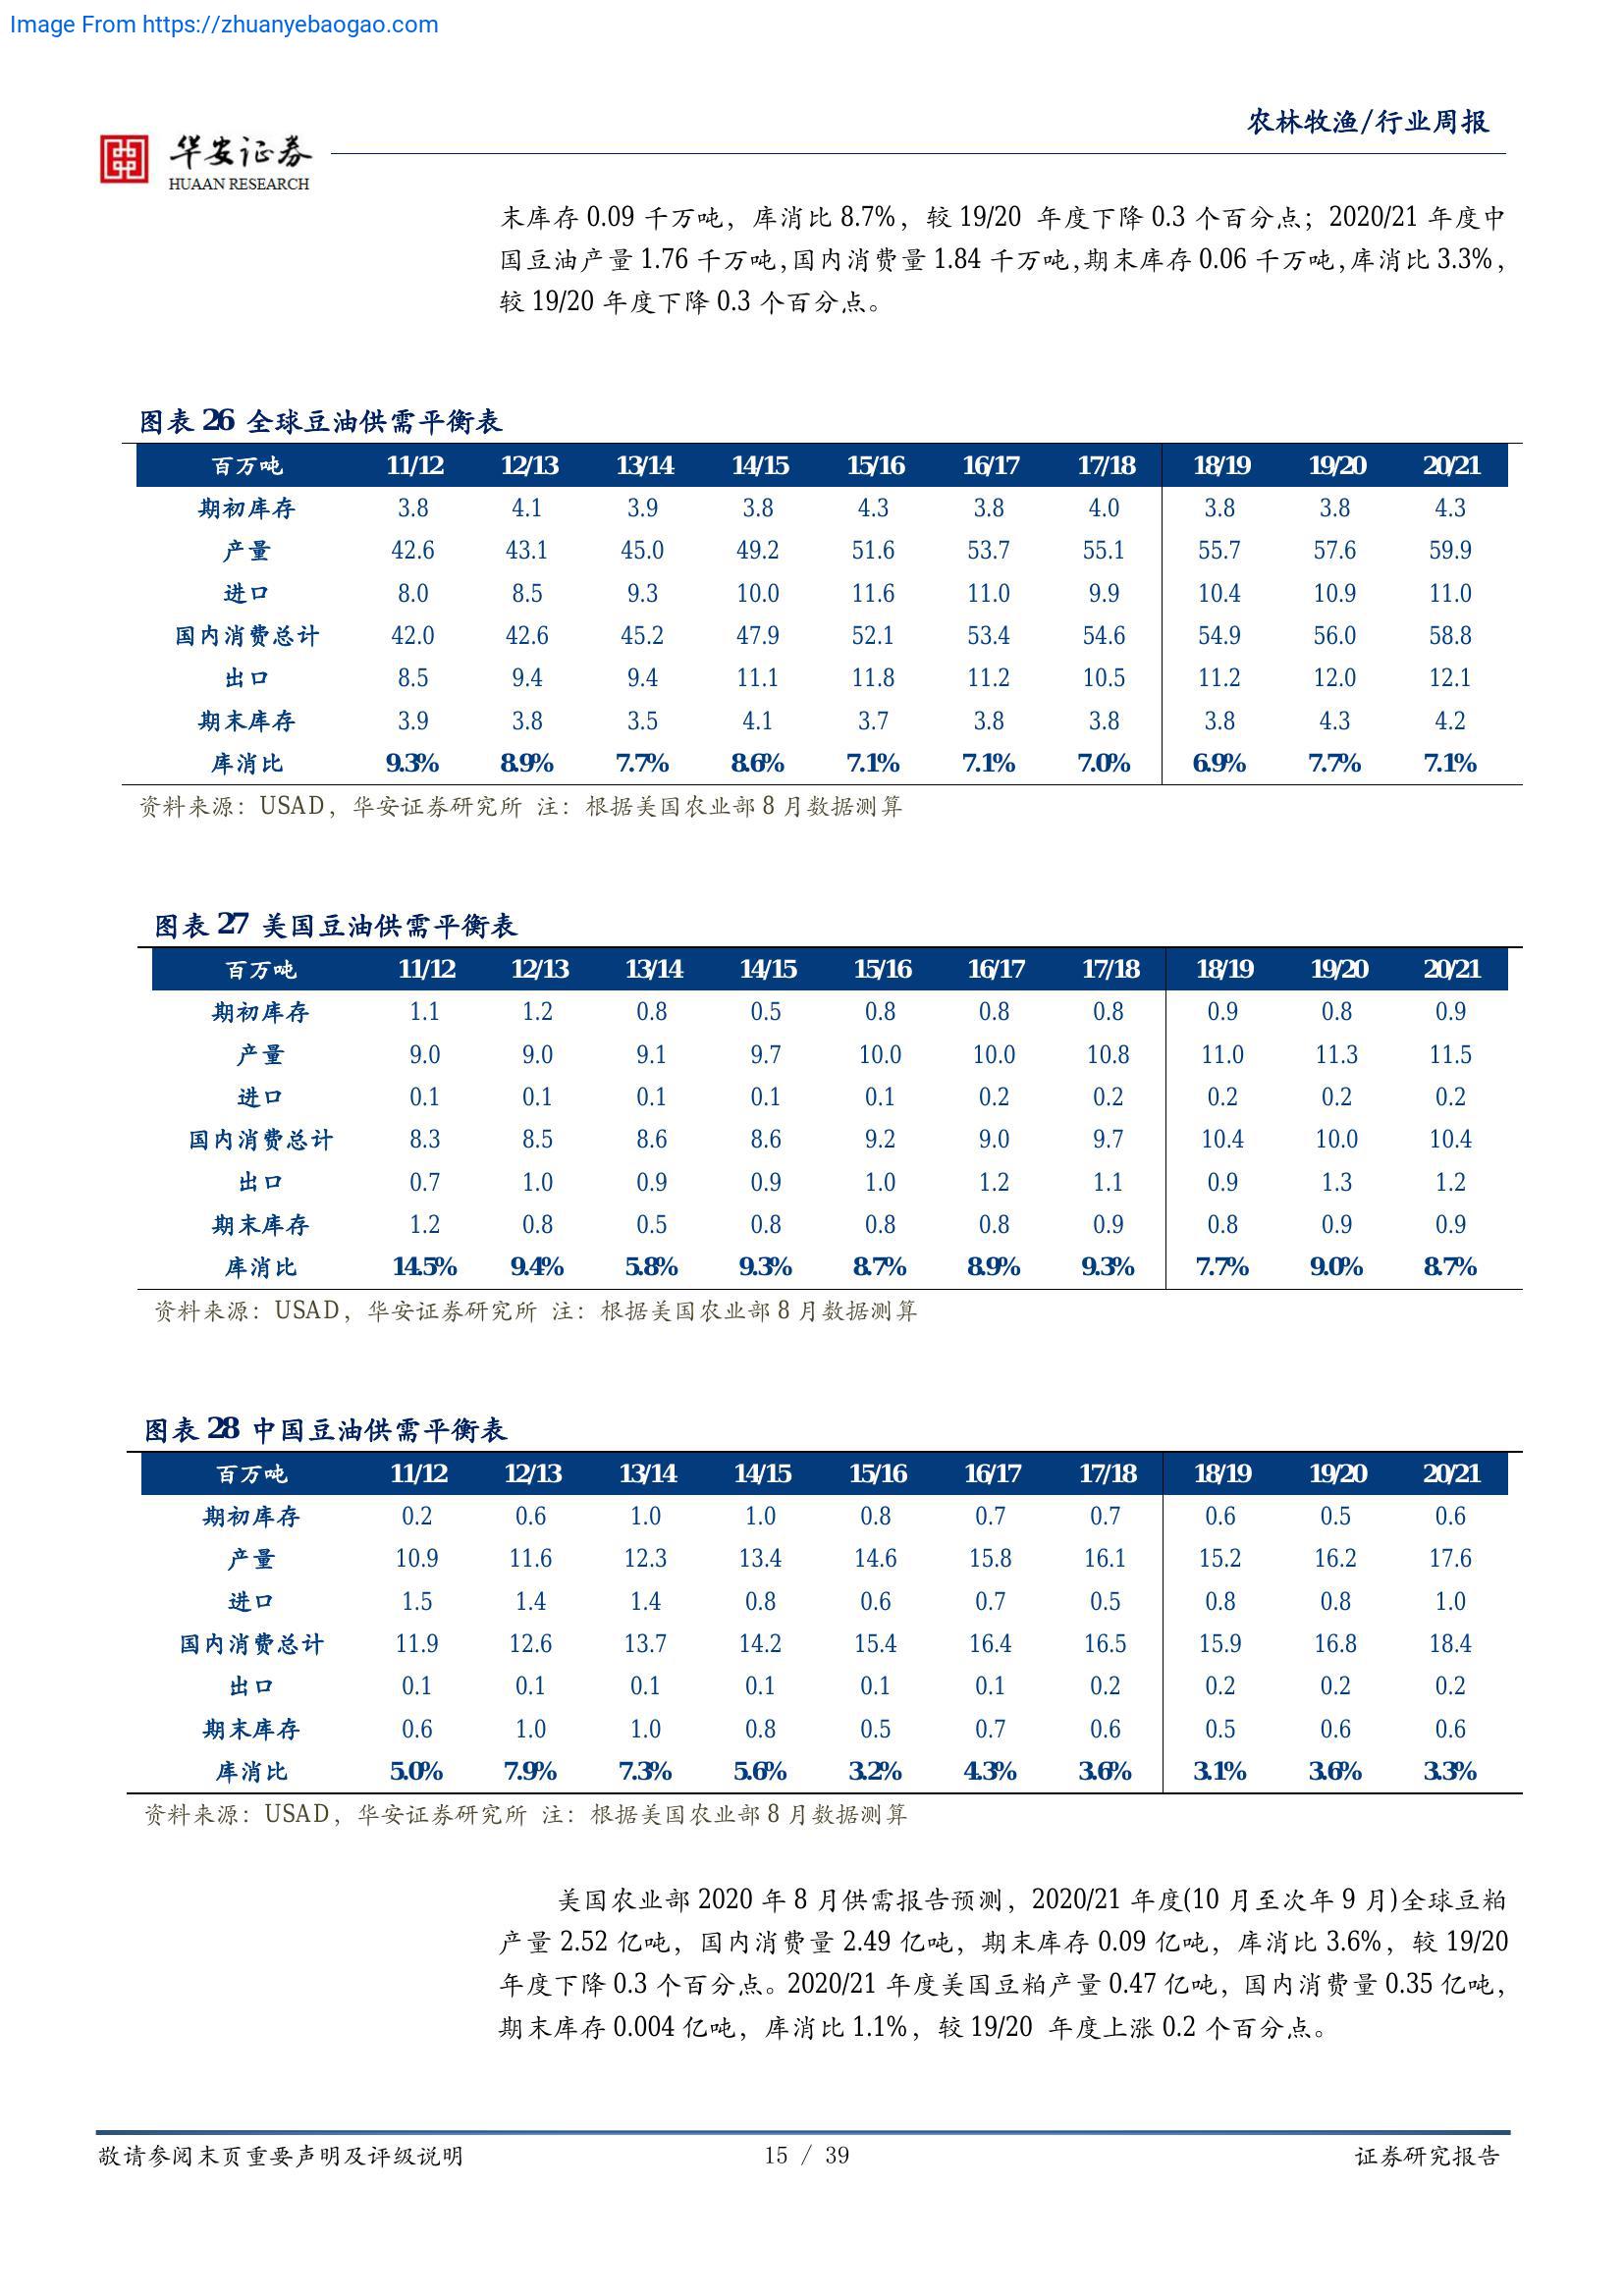 Image From https://zhuanyebaogao.com
农林牧渔/行业周报
华安证券
HUAAN RESEARCH
末库存 0.09 千万吨，库消比 8.7%，较 19/20 年度下降 0.3 个百分点；2020/21 年度中
国豆油产量 1.76 千万吨,国内消费量 1.84 千万吨,期末库存 0.06 千万吨,库消比 3.3%,
较 19/20 年度下降 0.3 个百分点。
图表 26 全球豆油供需平衡表
百万吨 11/12 12/13 13/14 14/15 15/16 16/17 17/18 18/19 19/20 20/21
期初库存 3.8 4.1 3.9 3.8 4.3 3.8 4.0 3.8 3.8 4.3
产量 42.6 43.1 45.0 49.2 51.6 53.7 55.1 55.7 57.6 59.9
进口 8.0 8.5 9.3 10.0 11.6 11.0 9.9 10.4 10.9 11.0
国内消费总计 42.0 42.6 45.2 47.9 52.1 53.4 54.6 54.9 56.0 58.8
出口 8.5 9.4 9.4 11.1 11.8 11.2 10.5 11.2 12.0 12.1
期末库存 3.9 3.8 3.5 4.1 3.7 3.8 3.8 3.8 4.3 4.2
库消比 9.3% 8.9% 7.7% 8.6% 7.1% 7.1% 7.0% 6.9% 7.7% 7.1%
资料来源：USAD，华安证券研究所 注：根据美国农业部 8 月数据测算
图表 27 美国豆油供需平衡表
百万吨 11/12 12/13 13/14 14/15 15/16 16/17 17/18 18/19 19/20 20/21
期初库存 1.1 1.2 0.8 0.5 0.8 0.8 0.8 0.9 0.8 0.9
产量 9.0 9.0 9.1 9.7 10.0 10.0 10.8 11.0 11.3 11.5
进口 0.1 0.1 0.1 0.1 0.1 0.2 0.2 0.2 0.2 0.2
国内消费总计 8.3 8.5 8.6 8.6 9.2 9.0 9.7 10.4 10.0 10.4
出口 0.7 1.0 0.9 0.9 1.0 1.2 1.1 0.9 1.3 1.2
期末库存 1.2 0.8 0.5 0.8 0.8 0.8 0.9 0.8 0.9 0.9
库消比 14.5% 9.4% 5.8% 9.3% 8.7% 8.9% 9.3% 7.7% 9.0% 8.7%
资料来源：USAD，华安证券研究所 注：根据美国农业部 8 月数据测算
图表 28 中国豆油供需平衡表
百万吨 11/12 12/13 13/14 14/15 15/16 16/17 17/18 18/19 19/20 20/21
期初库存 0.2 0.6 1.0 1.0 0.8 0.7 0.7 0.6 0.5 0.6
产量 10.9 11.6 12.3 13.4 14.6 15.8 16.1 15.2 16.2 17.6
进口 1.5 1.4 1.4 0.8 0.6 0.7 0.5 0.8 0.8 1.0
国内消费总计 11.9 12.6 13.7 14.2 15.4 16.4 16.5 15.9 16.8 18.4
出口 0.1 0.1 0.1 0.1 0.1 0.1 0.2 0.2 0.2 0.2
期末库存 0.6 1.0 1.0 0.8 0.5 0.7 0.6 0.5 0.6 0.6
库消比 5.0% 7.9% 7.3% 5.6% 3.2% 4.3% 3.6% 3.1% 3.6% 3.3%
资料来源：USAD，华安证券研究所 注：根据美国农业部 8 月数据测算
美国农业部 2020 年 8 月供需报告预测，2020/21 年度(10 月至次年 9 月)全球豆粕
产量 2.52 亿吨，国内消费量 2.49 亿吨，期末库存 0.09 亿吨，库消比 3.6%，较 19/20
年度下降 0.3 个百分点。2020/21 年度美国豆粕产量 0.47 亿吨，国内消费量 0.35 亿吨，
期末库存 0.004 亿吨，库消比 1.1%，较 19/20 年度上涨 0.2 个百分点。
敬请参阅末页重要声明及评级说明 15 / 39 证券研究报告